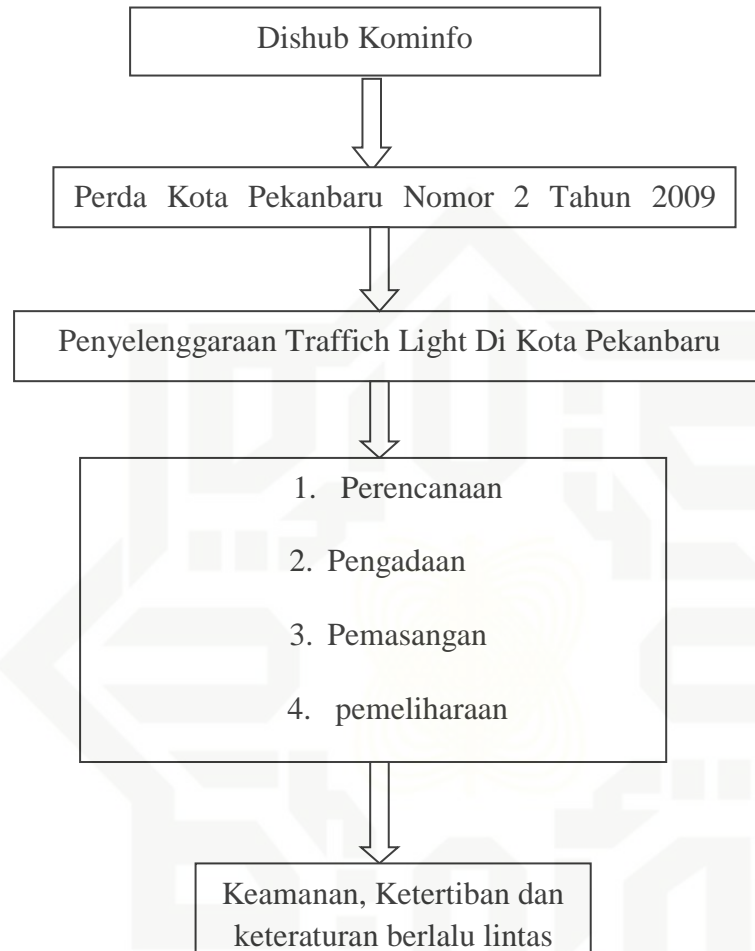 Dishub Kominfo
Perda Kota Pekanbaru Nomor 2 Tahun 2009
Penyelenggaraan Traffich Light Di Kota Pekanbaru
1. Perencanaan
2. Pengadaan
3. Pemasangan
4. pemeliharaan
Keamanan, Ketertiban dan
keteraturan berlalu lintas